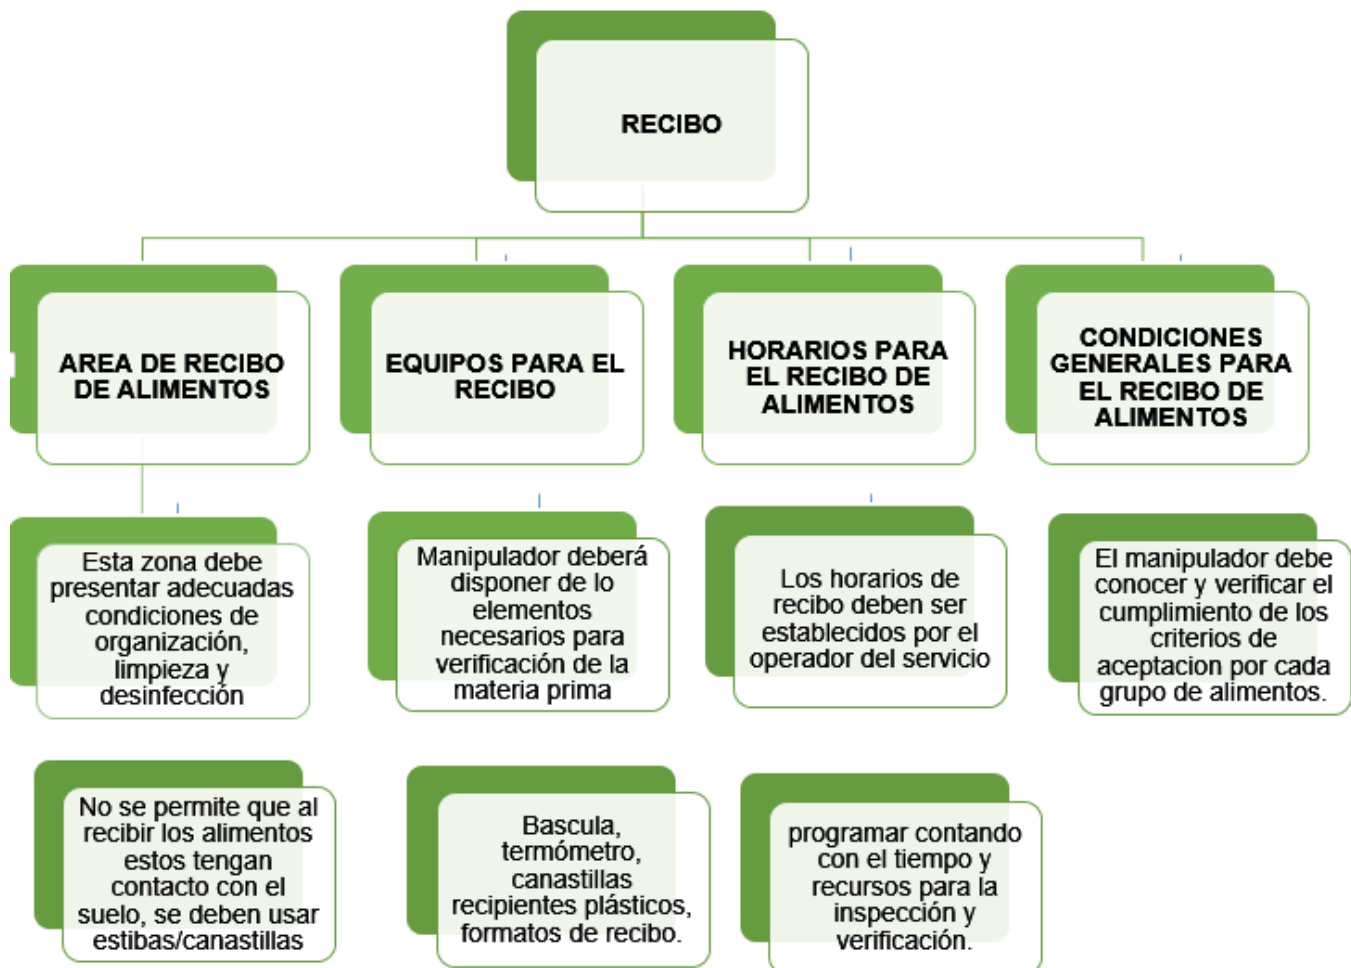 RECIBO
AREA DE RECIBO
DE ALIMENTOS
EQUIPOS PARA EL
RECIBO
HORARIOS PARA
EL RECIBO DE
ALIMENTOS
CONDICIONES
GENERALES PARA
EL RECIBO DE
ALIMENTOS
Esta zona debe
presentar adecuadas
condiciones de
organización,
limpieza y
desinfección
Manipulador deberá
disponer de lo
elementos
necesarios para
verificación de la
materia prima
Los horarios de
recibo deben ser
establecidos por el
operador del servicio
El manipulador debe
conocer y verificar el
cumplimiento de los
criterios de
aceptacion por cada
grupo de alimentos.
No se permite que al
recibir los alimentos
estos tengan
contacto con el
suelo, se deben usar
estibas/canastillas
Bascula,
termómetro,
canastillas
recipientes plásticos,
formatos de recibo.
programar contando
con el tiempo y
recursos para la
inspección y
verificación.